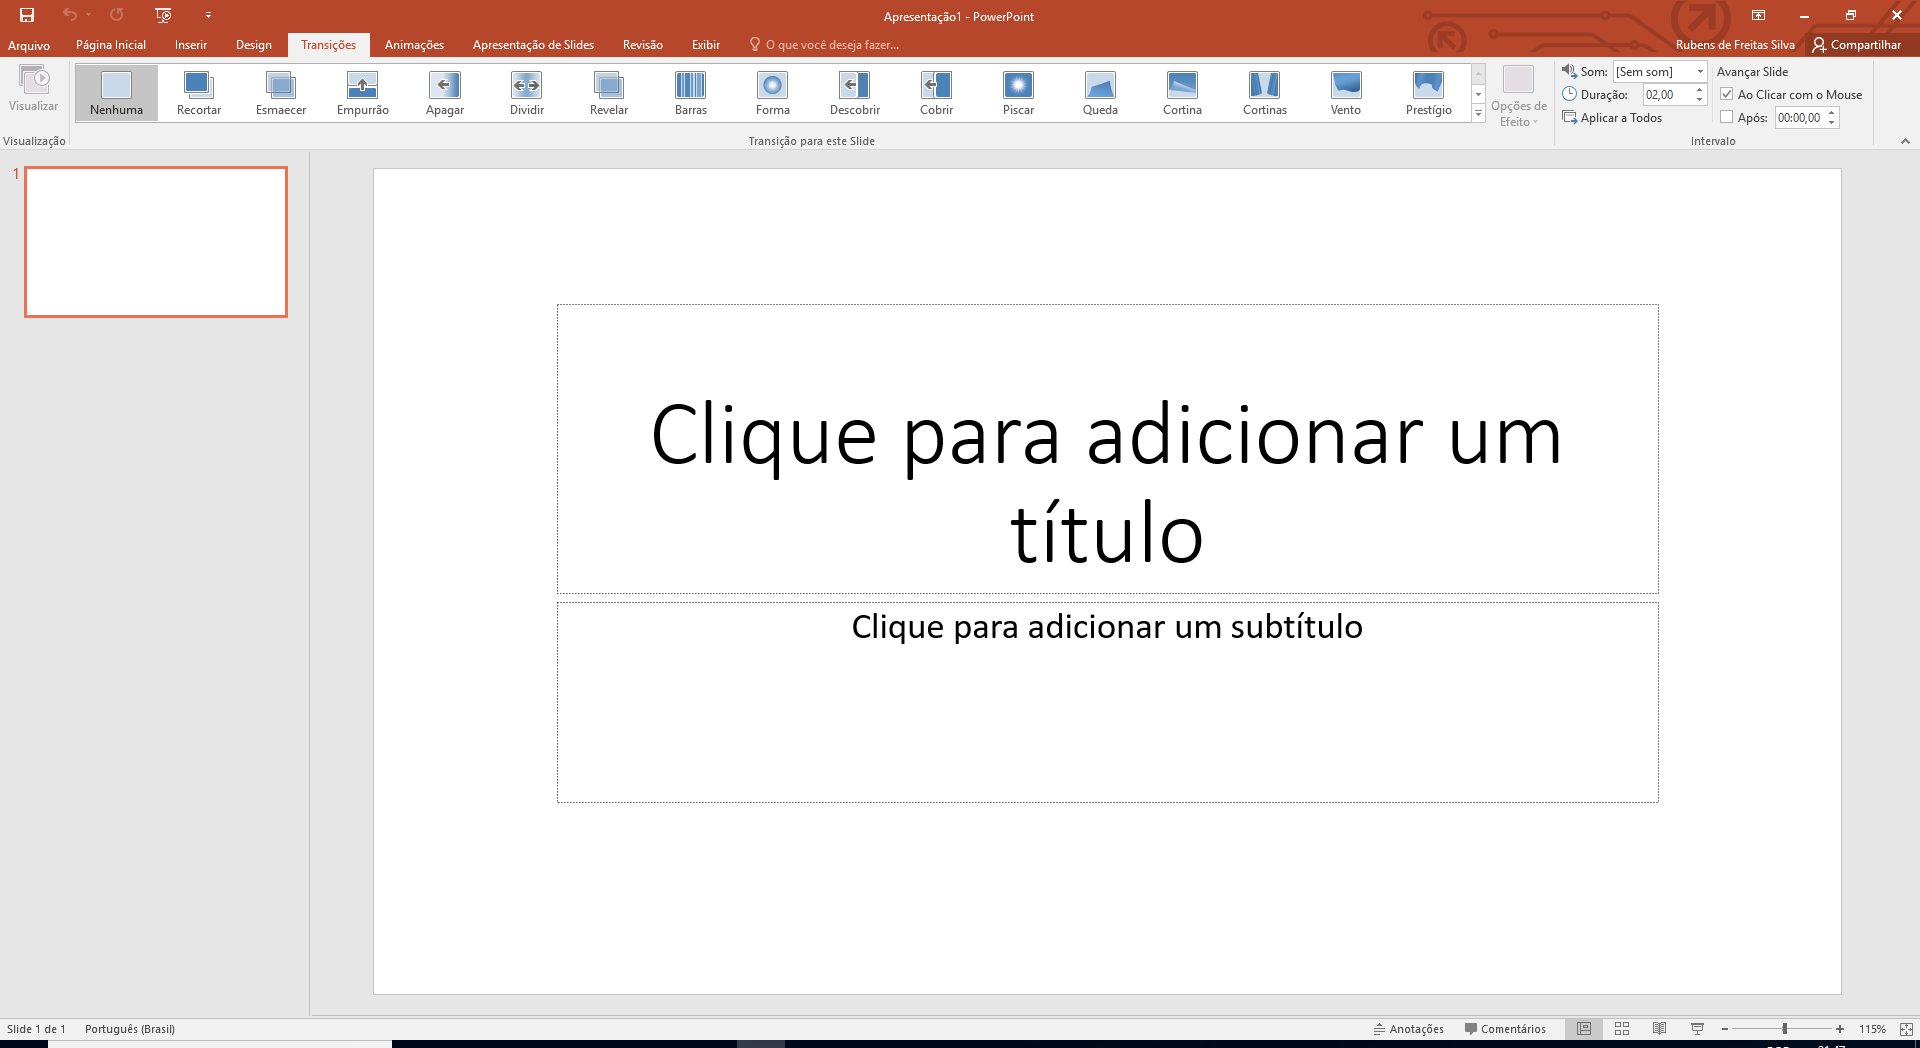 Apresentação1 - PowerPoint
Arquivo Página Inicial Inserir Design Transições Animações Apresentação de Slides Revisão Exibir O que você deseja fazer... Rubens de Freitas Silva Compartilhar
Visualizar
Visualização
Nenhuma Recortar Esmaecer Empurrão Apagar Dividir Revelar Barras Forma Descobrir Cobrir Piscar Queda Cortina Cortinas Vento Prestígio
Opções de
Efeito
Transição para este Slide
Som: [Sem som] Avançar Slide
Duração: 02,00 Ao Clicar com o Mouse
Aplicar a Todos Após: 00:00,00
Intervalo
1
Clique para adicionar um
título
Clique para adicionar um subtítulo
Slide 1 de 1 Português (Brasil) Anotações Comentários 115%